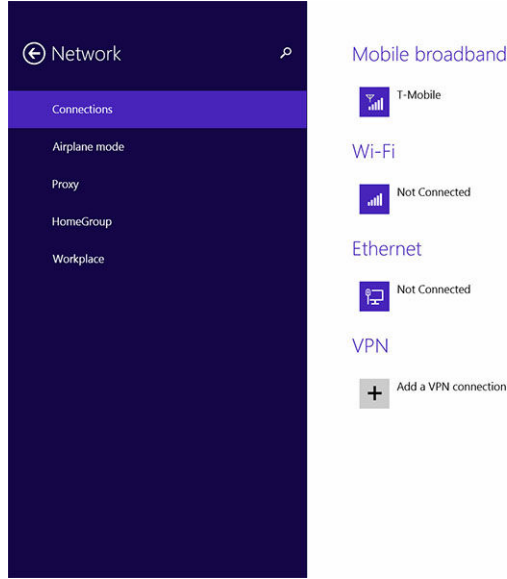 Network
Connections
Airplane mode
Proxy
HomeGroup
Workplace
Mobile broadband
T-Mobile
Wi-Fi
Not Connected
Ethernet
Not Connected
VPN
Add a VPN connection